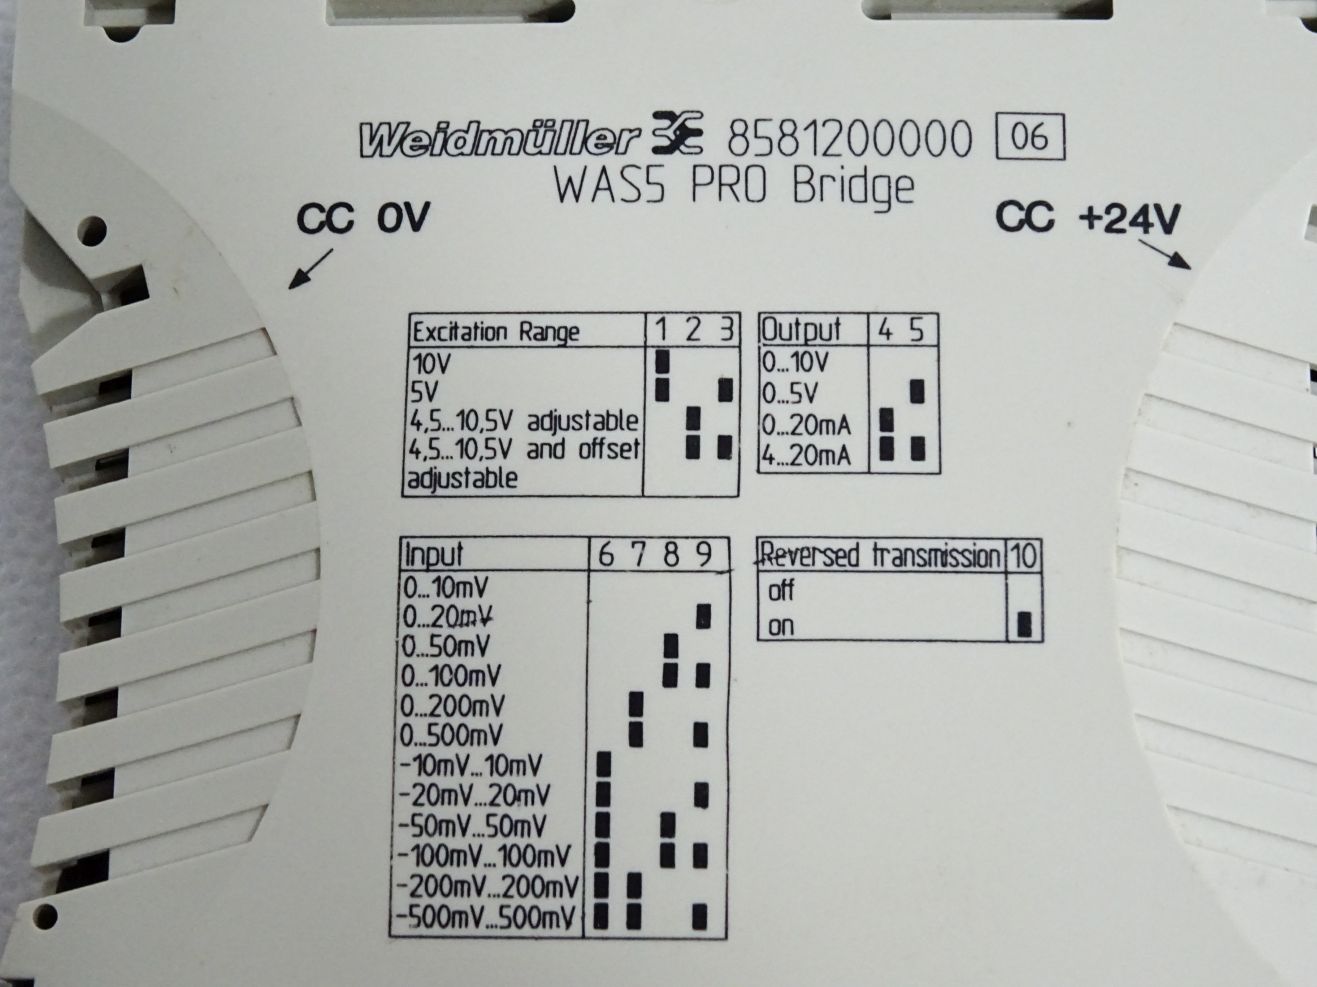 Weidmüller 8581200000 06
WAS5 PRO Bridge
CC 0V
CC +24V
Excitation Range 1 2 3
10V
5V
4,5...10,5V adjustable
4,5...10,5V and offset
adjustable
Output 4 5
0...10V
0...5V
0...20mA
4...20mA
Input 6 7 8 9
0...10mV
0...20mV
0...50mV
0...100mV
0...200mV
0...500mV
-10mV...10mV
-20mV...20mV
-50mV...50mV
-100mV...100mV
-200mV...200mV
-500mV...500mV
Reversed transmission 10
off
on